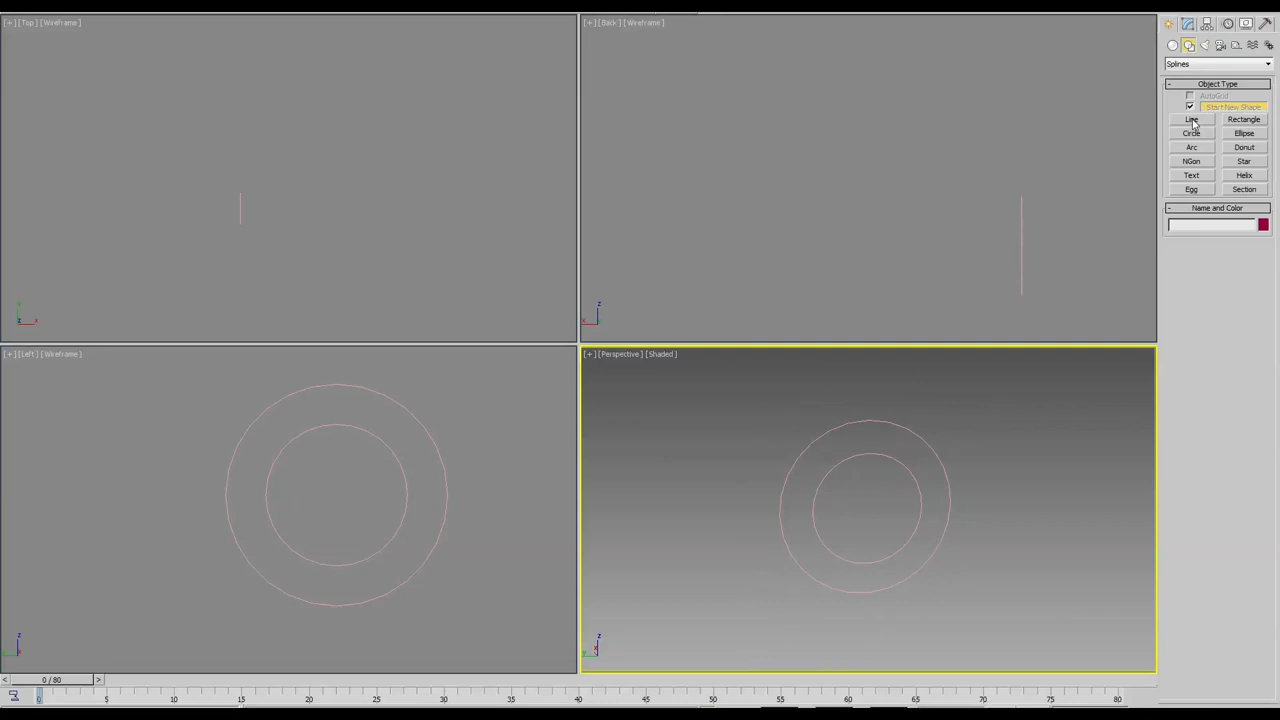 [+] [Top] [Wireframe]
[+] [Back] [Wireframe]
Splines
Object Type
AutoGrid
Start New Shape
Line Rectangle
Circle Ellipse
Arc Donut
NGon Star
Text Helix
Egg Section
Name and Color
z x
z
x
[+] [Left] [Wireframe]
[+] [Perspective] [Shaded]
z
x
z
x
y
< 0 / 80 >
0 5 10 15 20 25 30 35 40 45 50 55 60 65 70 75 80